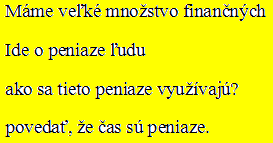 Máme veľké množstvo finančných
Ide o peniaze ľudu
ako sa tieto peniaze využívajú?
povedať, že čas sú peniaze.